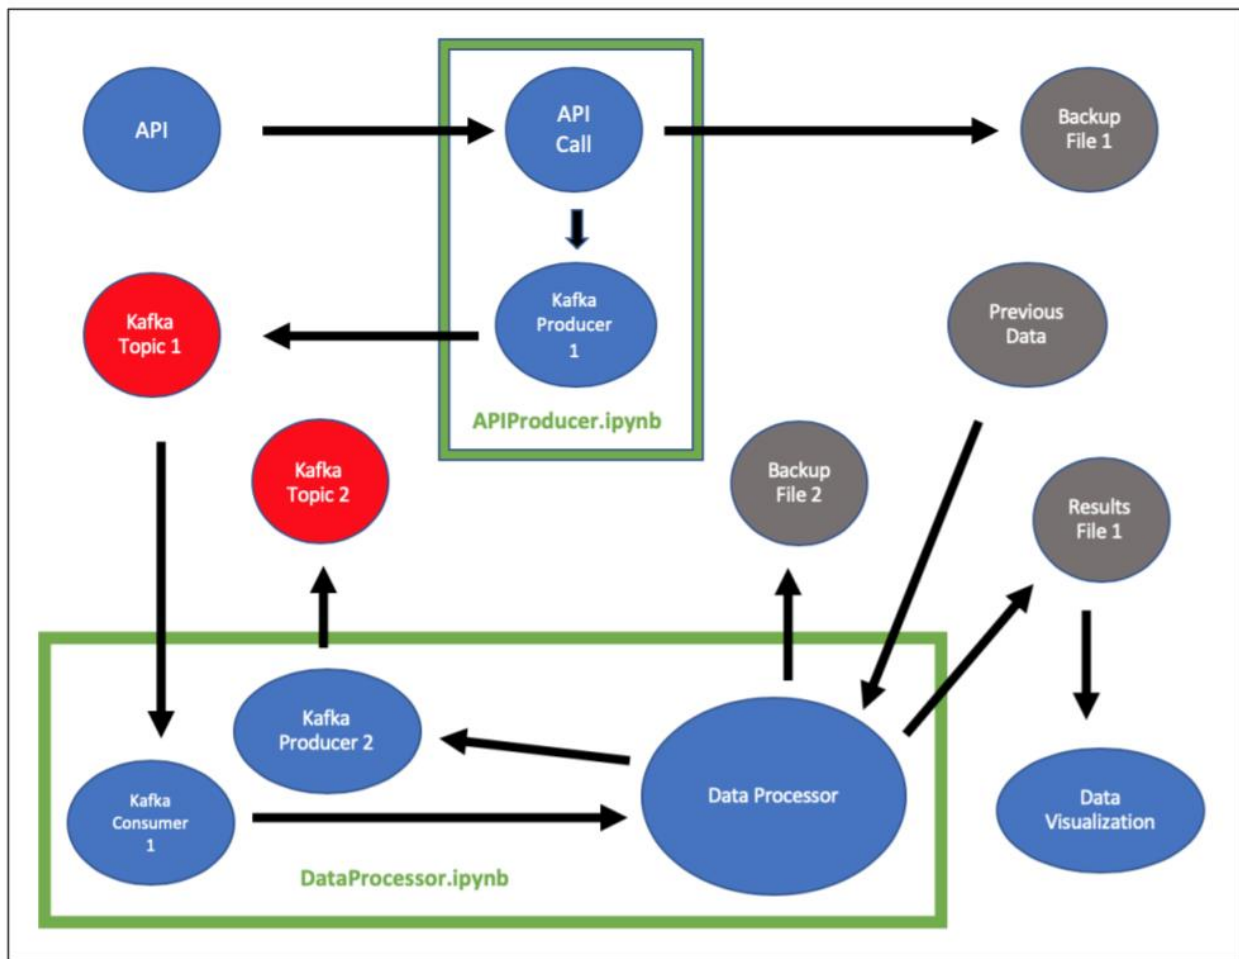 API
API
Call
Backup
File 1
Kafka
Topic 1
Kafka
Producer
1
Previous
Data
APIProducer.ipynb
Kafka
Topic 2
Backup
File 2
Results
File 1
Kafka
Producer 2
Kafka
Consumer
1
Data Processor
Data
Visualization
DataProcessor.ipynb